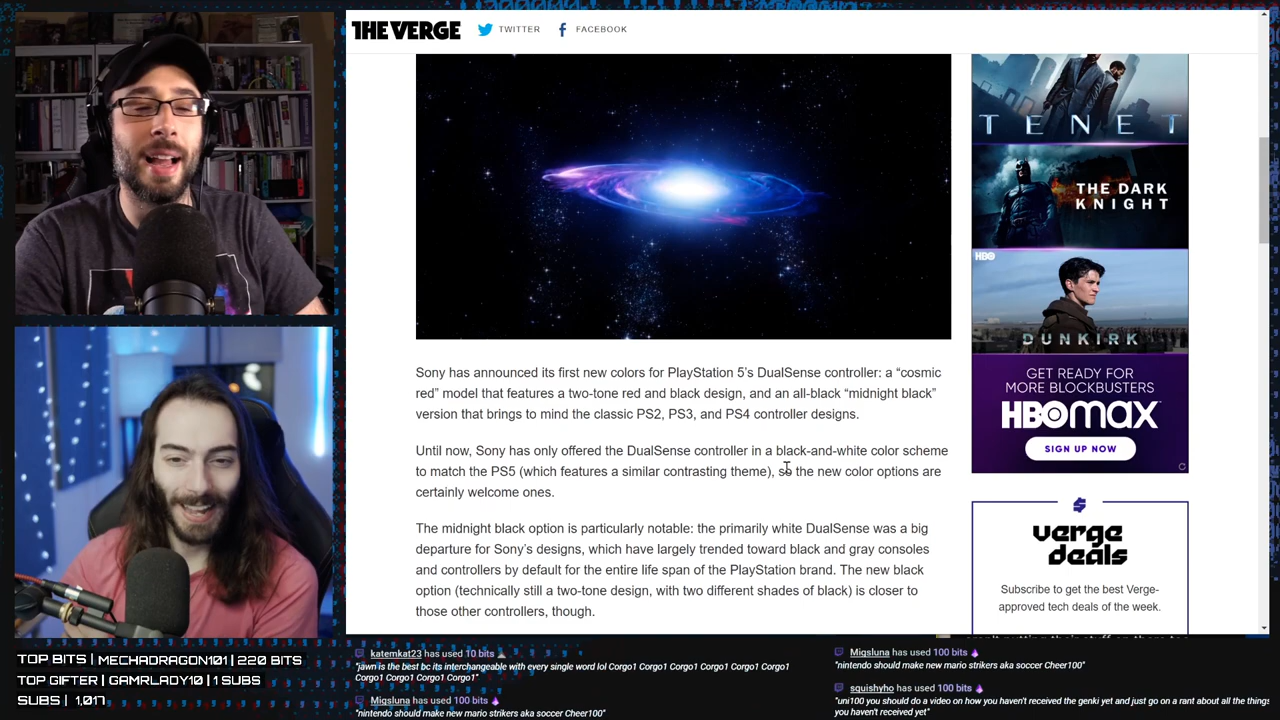 THE VERGE
TWITTER
FACEBOOK
TENET
THE DARK
KNIGHT
HBO
DUNKIRK
GET READY FOR
MORE BLOCKBUSTERS
HBOMAX
SIGN UP NOW
Sony has announced its first new colors for PlayStation 5’s DualSense controller: a “cosmic
red” model that features a two-tone red and black design, and an all-black “midnight black”
version that brings to mind the classic PS2, PS3, and PS4 controller designs.
Until now, Sony has only offered the DualSense controller in a black-and-white color scheme
to match the PS5 (which features a similar contrasting theme), so the new color options are
certainly welcome ones.
The midnight black option is particularly notable: the primarily white DualSense was a big
departure for Sony’s designs, which have largely trended toward black and gray consoles
and controllers by default for the entire life span of the PlayStation brand. The new black
option (technically still a two-tone design, with two different shades of black) is closer to
those other controllers, though.
verge
deals
Subscribe to get the best Verge-
approved tech deals of the week.
TOP BITS | MECHADRAGON101 | 220 BITS
TOP GIFTER | GAMRLADY10 | 1 SUBS
SUBS | 1,017
katemkat23 has used 10 bits
"jawn is the best bc its interchangeable with every single word lol Corgo1 Corgo1 Corgo1 Corgo1 Corgo1 Corgo1
Corgo1 Corgo1 Corgo1 Corgo1"
Miqsluna has used 100 bits
"nintendo should make new mario strikers aka soccer Cheer100"
Miqsluna has used 100 bits
"nintendo should make new mario strikers aka soccer Cheer100"
squishyho has used 100 bits
"uni100 you should do a video on how you haven't received the genki yet and just go on a rant about all the things
you haven't received yet"